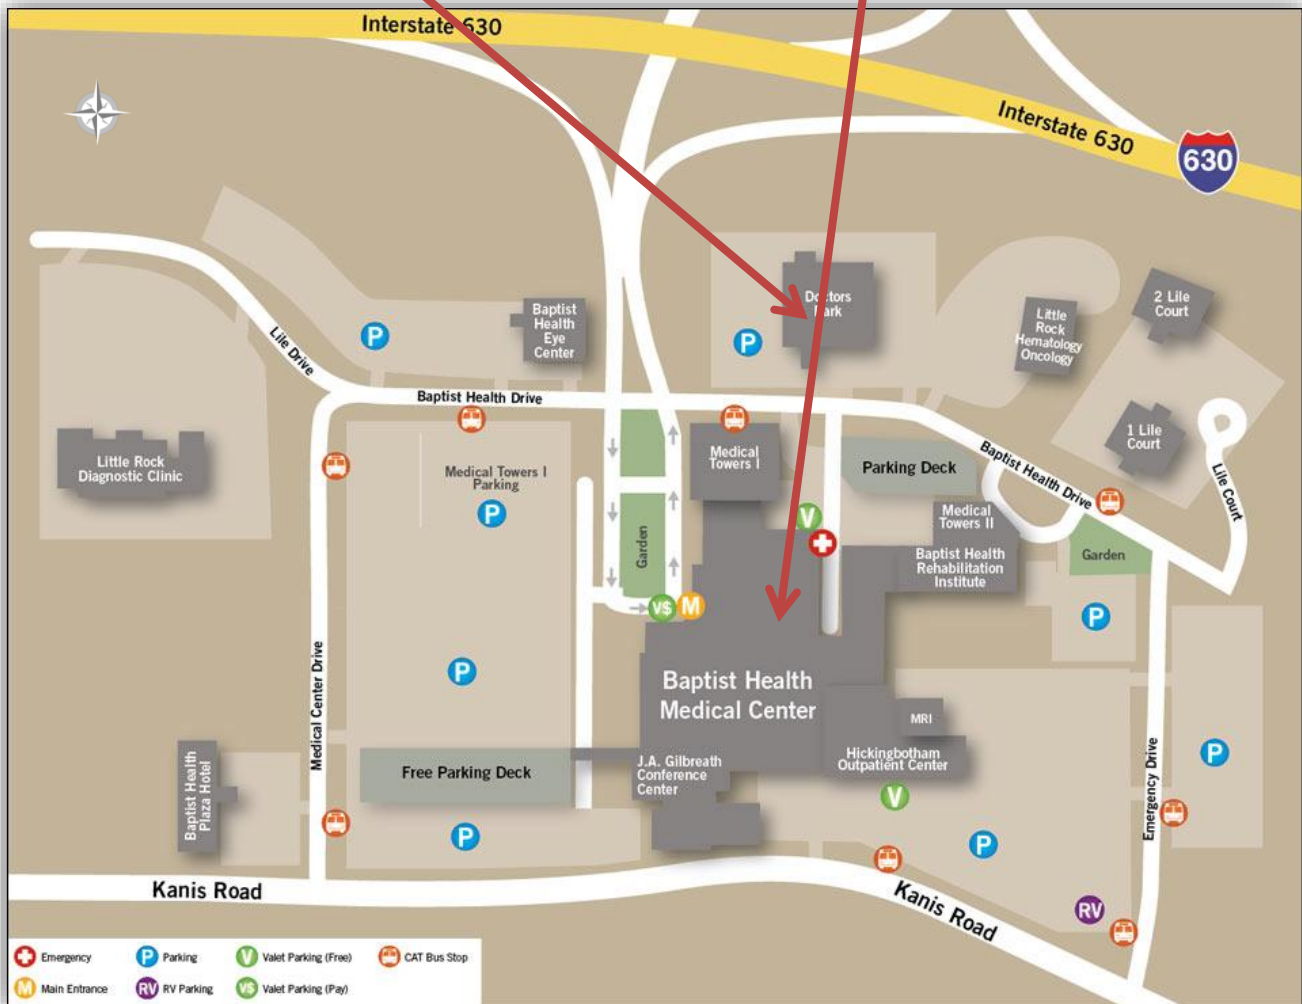 Interstate 630
Interstate 630
630
Lile Drive
Baptist
Health
Eye
Center
P
P
Doctors
Park
Little
Rock
Hematology
Oncology
2 Lile
Court
1 Lile
Court
Lile Court
Baptist Health Drive
Baptist Health Drive
Little Rock
Diagnostic Clinic
Medical Towers I
Parking
P
Medical
Towers I
Parking Deck
Medical
Towers II
Baptist Health
Rehabilitation
Institute
V
Garden
Garden
V$
M
P
P
P
Medical Center Drive
Baptist Health
Medical Center
MRI
Hickingbotham
Outpatient Center
J.A. Gilbreath
Conference
Center
Free Parking Deck
Baptist Health
Plaza Hotel
V
P
P
Emergency Drive
RV
Kanis Road
Kanis Road
Emergency
P Parking
V Valet Parking (Free)
CAT Bus Stop
M Main Entrance
RV RV Parking
V$ Valet Parking (Pay)